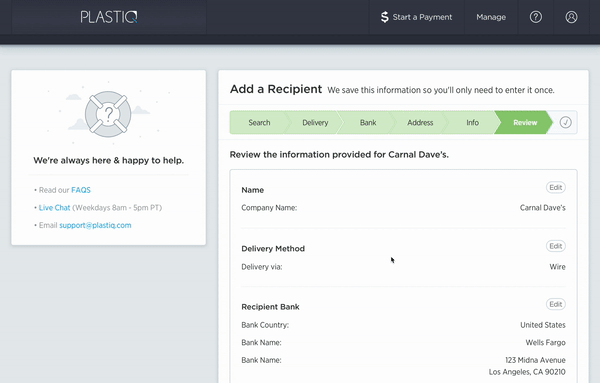 PLASTIQ
$ Start a Payment
Manage
?
?
We're always here & happy to help.
• Read our FAQS
• Live Chat (Weekdays 8am - 5pm PT)
• Email support@plastiq.com
Add a Recipient We save this information so you'll only need to enter it once.
Search
Delivery
Bank
Address
Info
Review
Review the information provided for Carnal Dave's.
Name
Edit
Company Name: Carnal Dave's
Delivery Method
Edit
Delivery via: Wire
Recipient Bank
Edit
Bank Country: United States
Bank Name: Wells Fargo
Bank Name: 123 Midna Avenue
Los Angeles, CA 90210